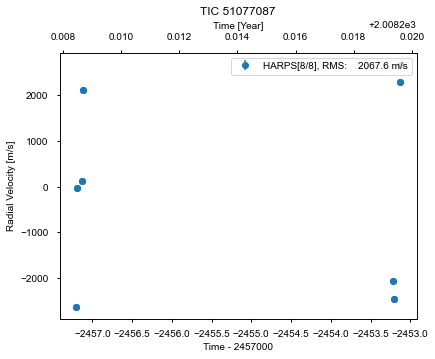 TIC 51077087
Time [Year]
0.008 0.010 0.012 0.014 0.016 0.018 0.020
+2.0082e3
HARPS[8/8], RMS: 2067.6 m/s
2000
1000
0
−1000
−2000
Radial Velocity [m/s]
−2457.0 −2456.5 −2456.0 −2455.5 −2455.0 −2454.5 −2454.0 −2453.5 −2453.0
Time - 2457000